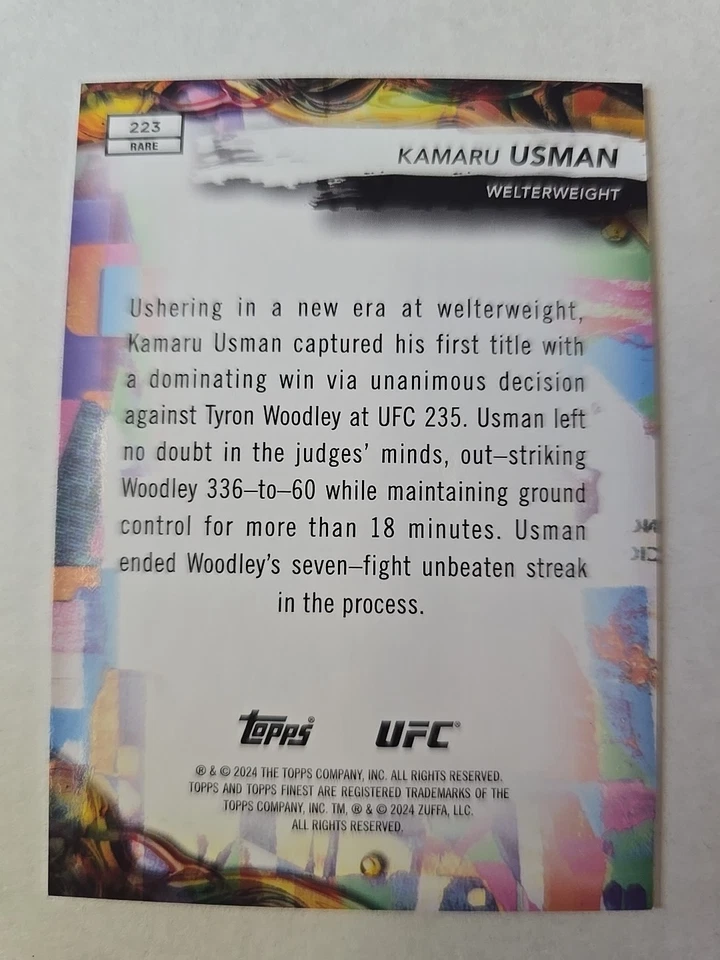 223
RARE
KAMARU USMAN
WELTERWEIGHT
Ushering in a new era at welterweight,
Kamaru Usman captured his first title with
a dominating win via unanimous decision
against Tyron Woodley at UFC 235. Usman left
no doubt in the judges' minds, out–striking
Woodley 336–to–60 while maintaining ground
control for more than 18 minutes. Usman
ended Woodley's seven–fight unbeaten streak
in the process.
topps® UFC®
® & © 2024 THE TOPPS COMPANY, INC. ALL RIGHTS RESERVED.
TOPPS AND TOPPS FINEST ARE REGISTERED TRADEMARKS OF THE
TOPPS COMPANY, INC. TM, ® & © 2024 ZUFFA, LLC.
ALL RIGHTS RESERVED.